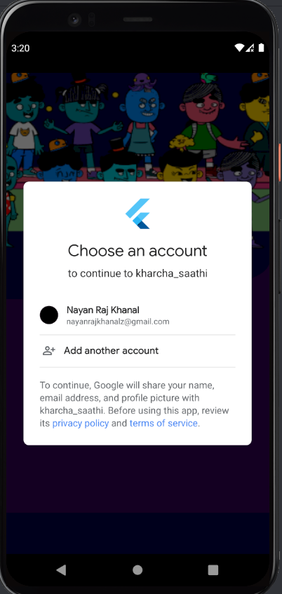 3:20
Choose an account
to continue to kharcha_saathi
Nayan Raj Khanal
nayanrajkhanalz@gmail.com
Add another account
To continue, Google will share your name,
email address, and profile picture with
kharcha_saathi. Before using this app, review
its privacy policy and terms of service.